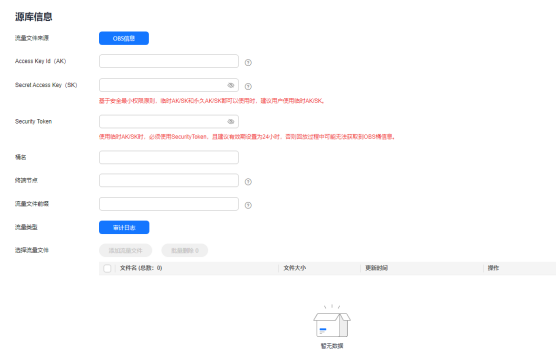 源库信息
流量文件来源
OBS信息
Access Key Id（AK）
Secret Access Key（SK）
基于安全最小权限原则，临时AK/SK和永久AK/SK都可以使用时，建议用户使用临时AK/SK。
Security Token
使用临时AK/SK时，必须使用SecurityToken，且建议有效期设置为24小时，否则回放过程中可能无法获取到OBS桶信息。
桶名
终端节点
流量文件前缀
流量类型
审计日志
选择流量文件
添加流量文件
批量删除
文件名 (总数：0)
文件大小
更新时间
操作
暂无数据